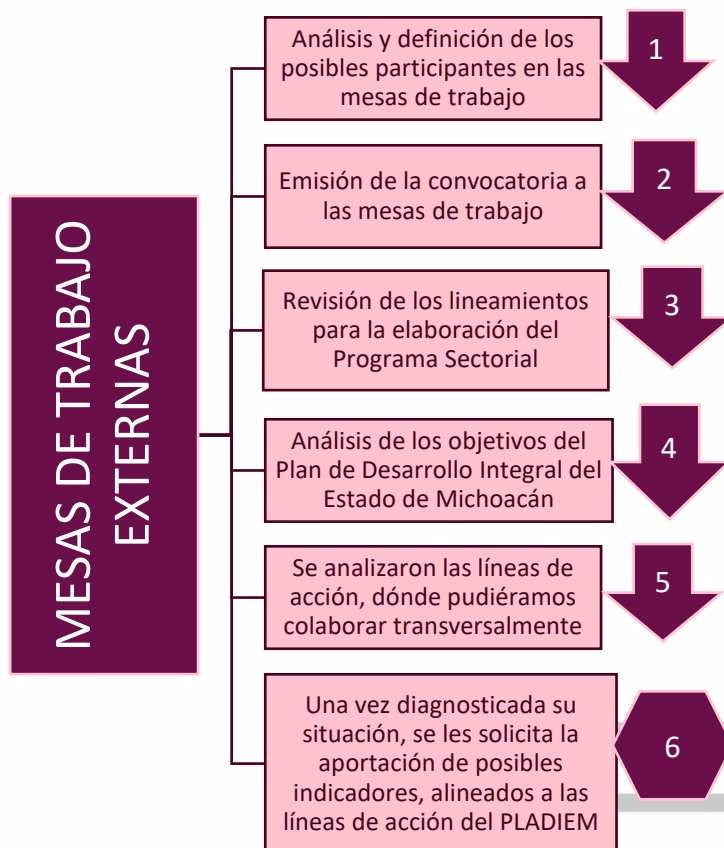 MESAS DE TRABAJO
EXTERNAS
Análisis y definición de los
posibles participantes en las
mesas de trabajo
1
Emisión de la convocatoria a
las mesas de trabajo
2
Revisión de los lineamientos
para la elaboración del
Programa Sectorial
3
Análisis de los objetivos del
Plan de Desarrollo Integral del
Estado de Michoacán
4
Se analizaron las líneas de
acción, dónde pudiéramos
colaborar transversalmente
5
Una vez diagnosticada su
situación, se les solicita la
aportación de posibles
indicadores, alineados a las
líneas de acción del PLADIEM
6